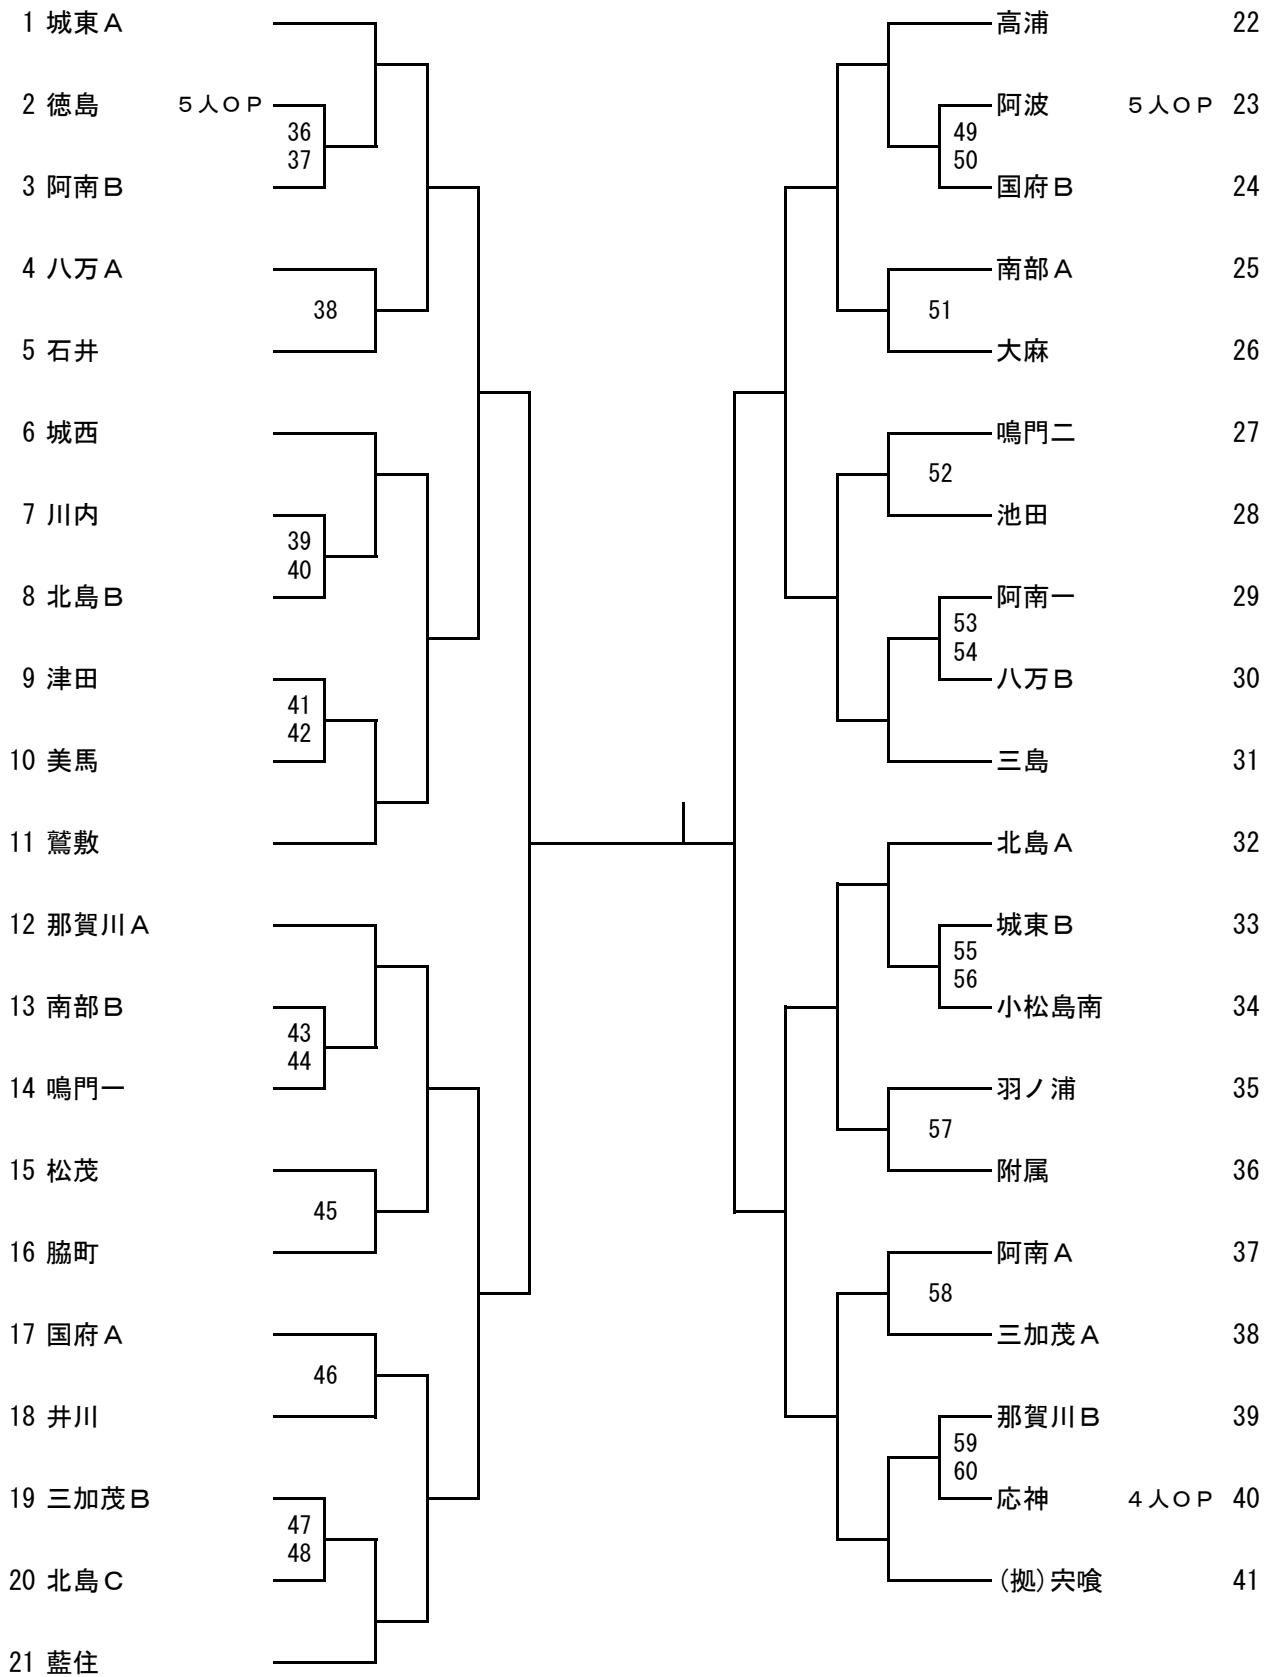 1 城東A
2 徳島 5人OP
36
37
3 阿南B
4 八万A
38
5 石井
6 城西
7 川内
39
40
8 北島B
9 津田
41
42
10 美馬
11 鷲敷
12 那賀川A
13 南部B
43
44
14 鳴門一
15 松茂
45
16 脇町
17 国府A
46
18 井川
19 三加茂B
47
48
20 北島C
21 藍住
高浦 22
阿波 5人OP 23
49
50
国府B 24
南部A 25
51
大麻 26
鳴門二 27
52
池田 28
阿南一 29
53
54
八万B 30
三島 31
北島A 32
城東B 33
55
56
小松島南 34
羽ノ浦 35
57
附属 36
阿南A 37
58
三加茂A 38
那賀川B 39
59
60
応神 4人OP 40
(拠)宍喰 41